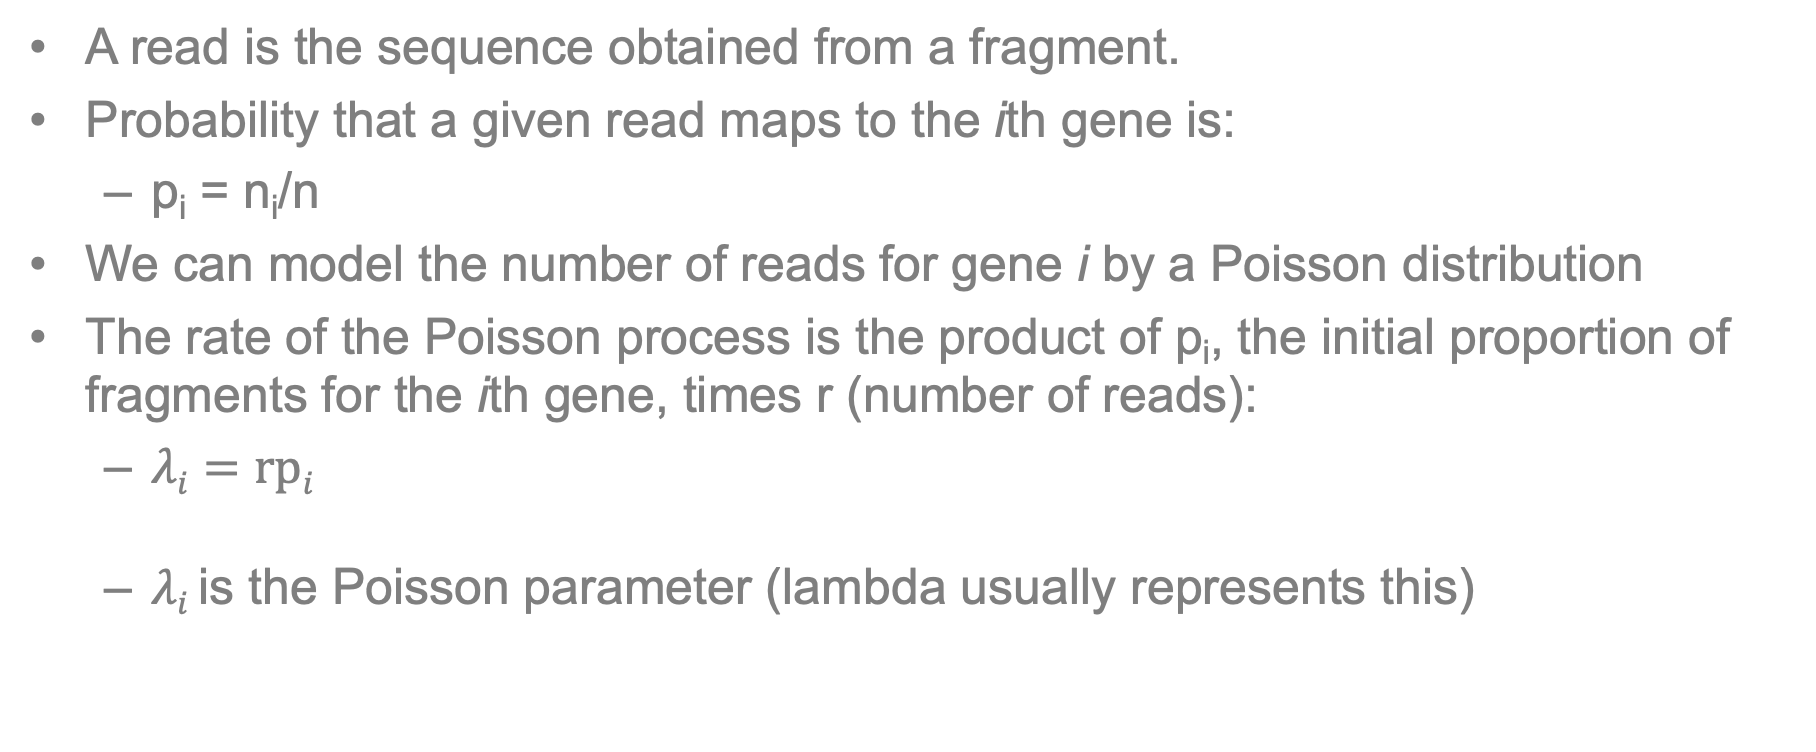 • A read is the sequence obtained from a fragment.
• Probability that a given read maps to the ith gene is:
– pᵢ = nᵢ/n
• We can model the number of reads for gene i by a Poisson distribution
• The rate of the Poisson process is the product of pᵢ, the initial proportion of
fragments for the ith gene, times r (number of reads):
– λᵢ = rpᵢ
– λᵢ is the Poisson parameter (lambda usually represents this)